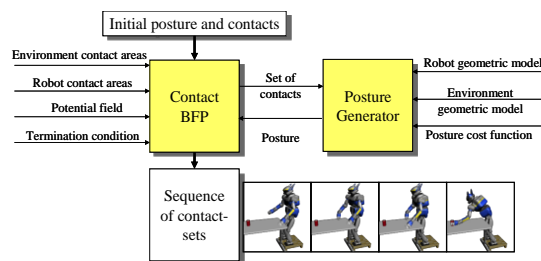 Initial posture and contacts
Environment contact areas
Robot contact areas
Potential field
Termination condition
Contact
BFP
Set of
contacts
Posture
Posture
Generator
Robot geometric model
Environment
geometric model
Posture cost function
Sequence
of contact-
sets